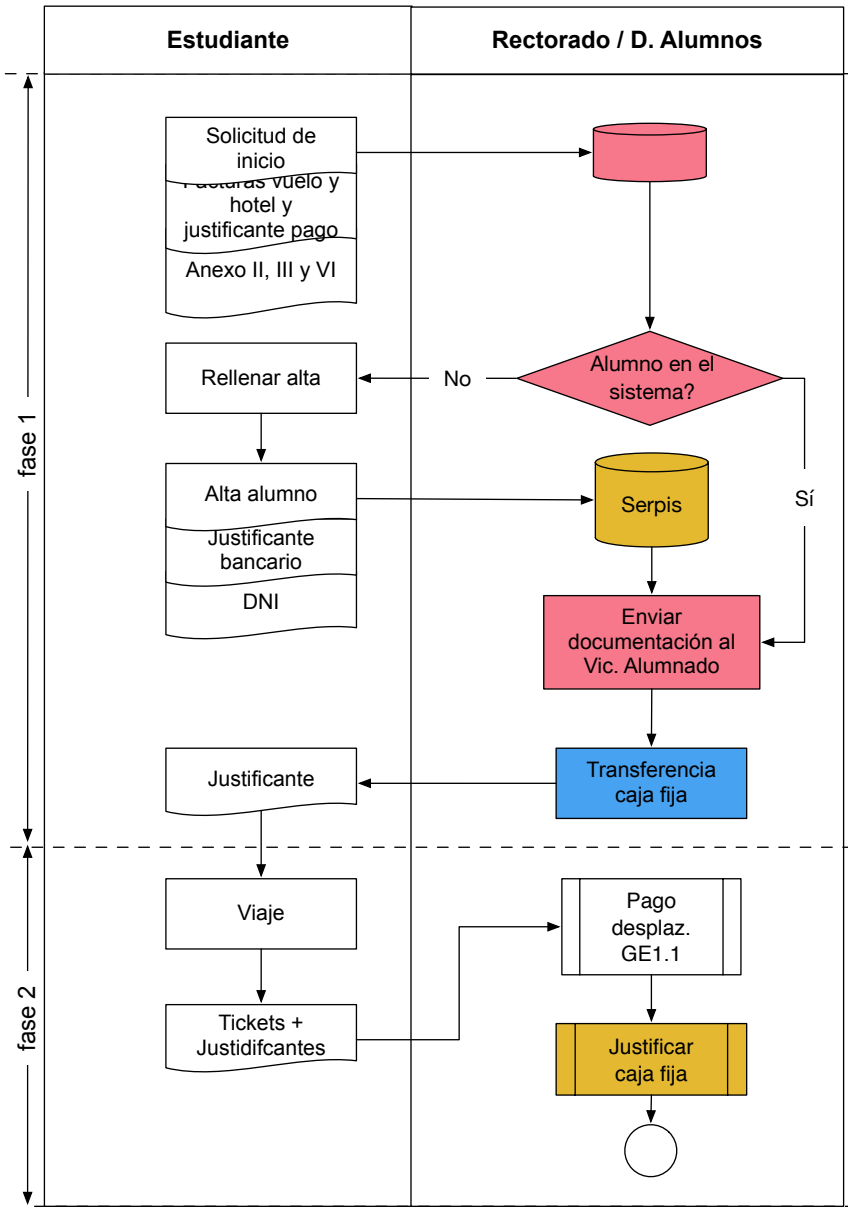 Estudiante
Rectorado / D. Alumnos
fase 1
Solicitud de
inicio
Facturas vuelo y
hotel y
justificante pago
Anexo II, III y VI
Alumno en el
sistema?
No
Sí
Rellenar alta
Alta alumno
Justificante
bancario
DNI
Serpis
Enviar
documentación al
Vic. Alumnado
Transferencia
caja fija
Justificante
fase 2
Viaje
Tickets +
Justidifcantes
Pago
desplaz.
GE1.1
Justificar
caja fija